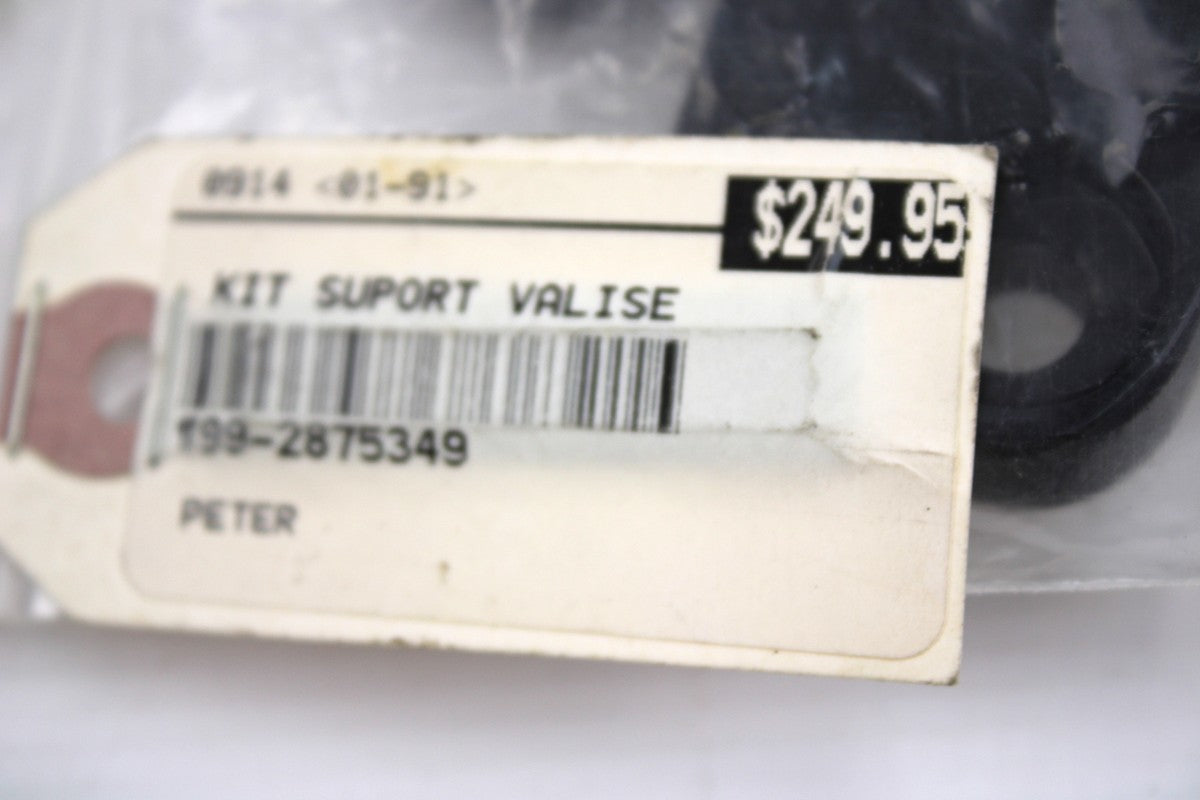 0914 <01-91>
$249.95
KIT SUPORT VALISE
199-2875349
PETER